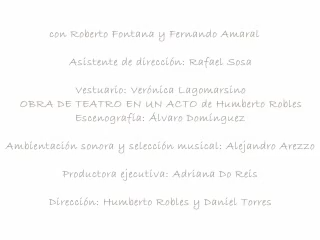 con Roberto Fontana y Fernando Amaral
Asistente de dirección: Rafael Sosa
Vestuario: Verónica Lagomarsino
OBRA DE TEATRO EN UN ACTO de Humberto Robles
Escenografía: Álvaro Domínguez
Ambientación sonora y selección musical: Alejandro Arezzo
Productora ejecutiva: Adriana Do Reis
Dirección: Humberto Robles y Daniel Torres